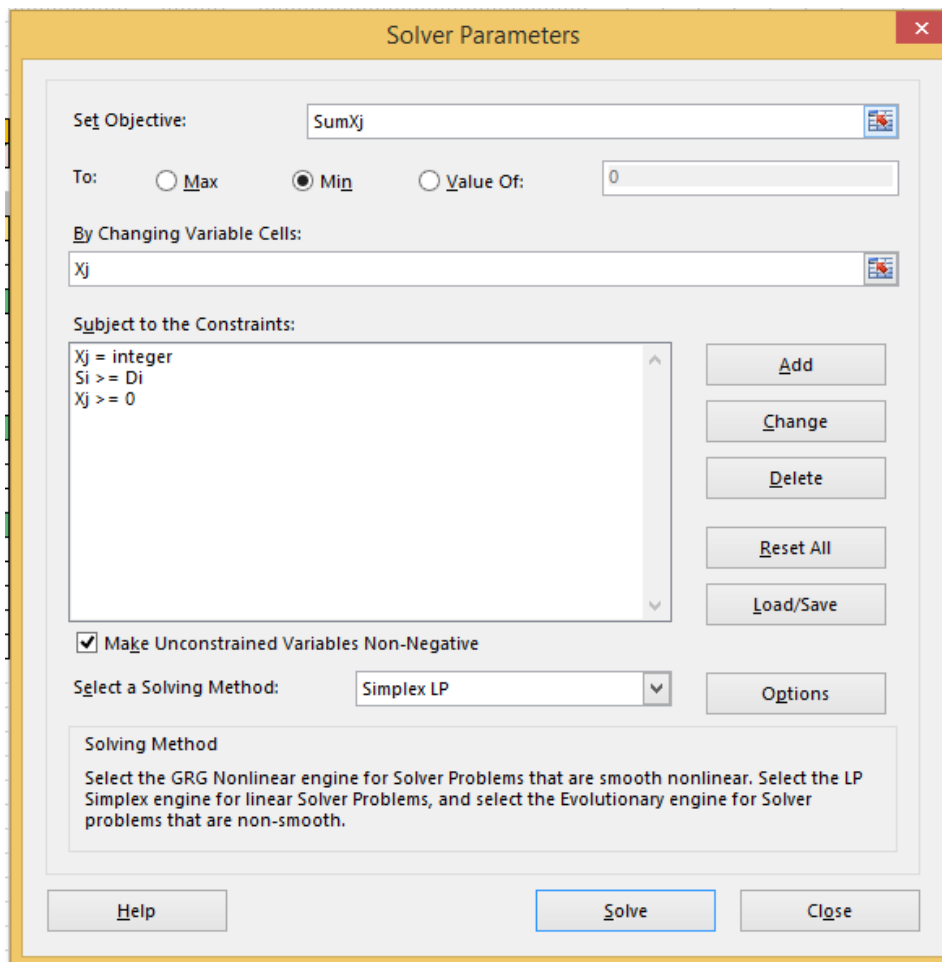 Solver Parameters
Set Objective: SumXj
To: Max Min Value Of: 0
By Changing Variable Cells:
Xj
Subject to the Constraints:
Xj = integer
Si >= Di
Xj >= 0
Add
Change
Delete
Reset All
Load/Save
Make Unconstrained Variables Non-Negative
Select a Solving Method: Simplex LP Options
Solving Method
Select the GRG Nonlinear engine for Solver Problems that are smooth nonlinear. Select the LP
Simplex engine for linear Solver Problems, and select the Evolutionary engine for Solver
problems that are non-smooth.
Help Solve Close